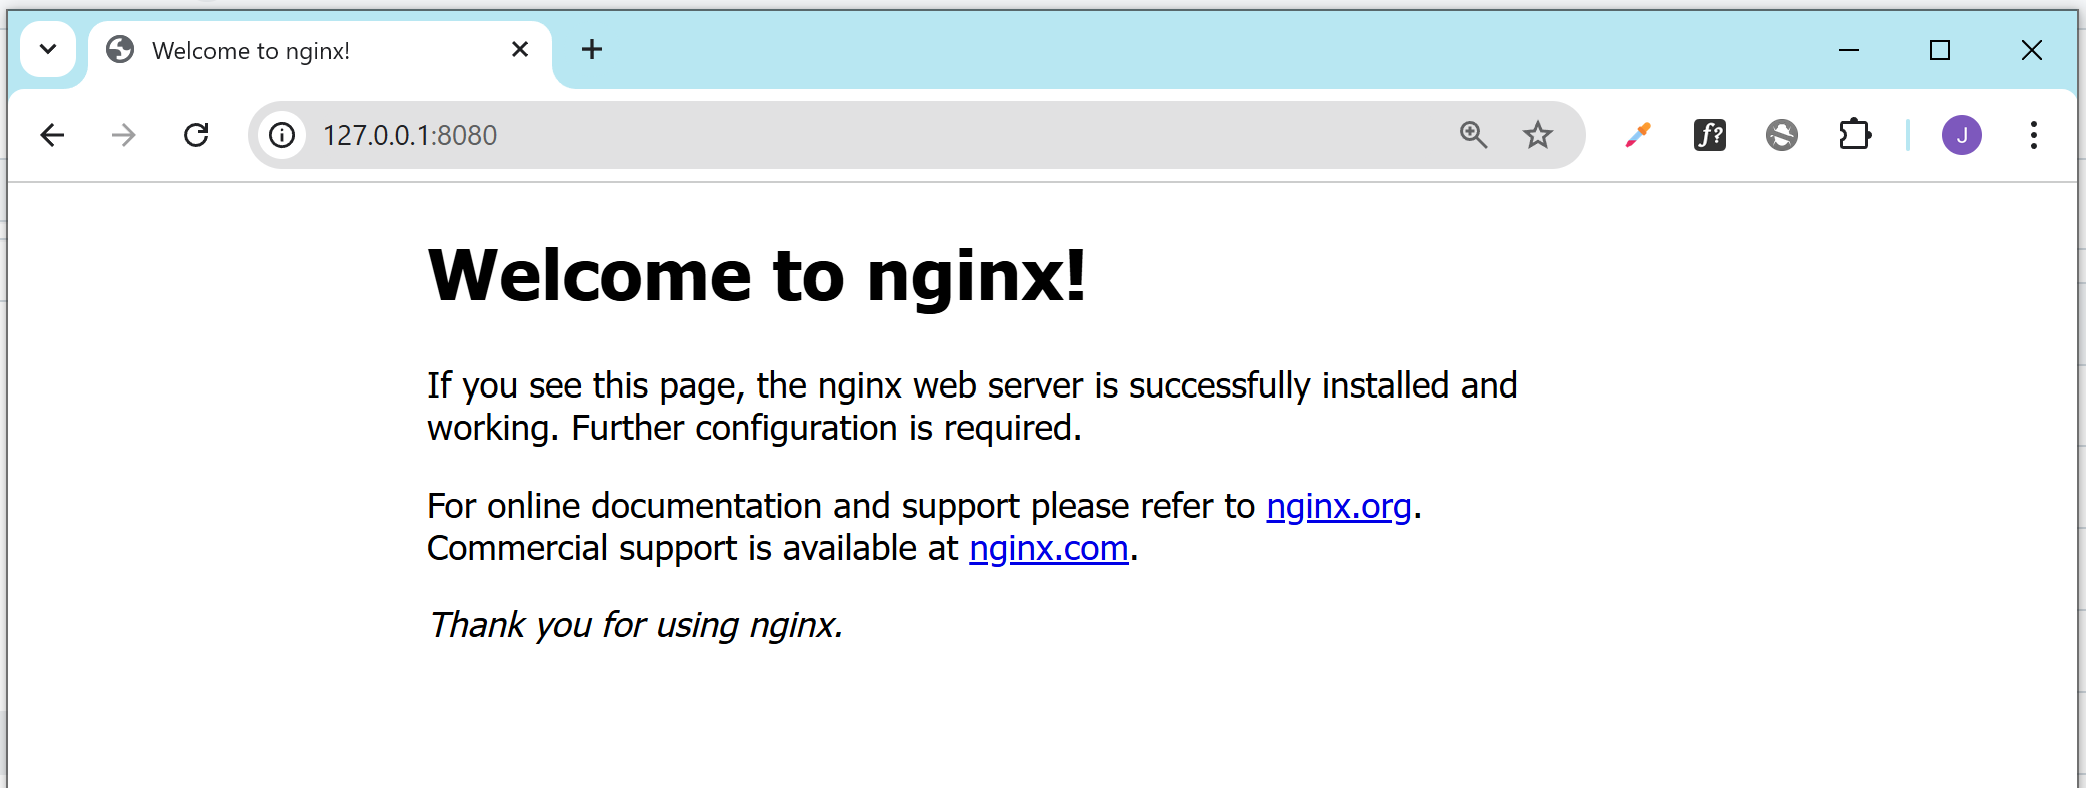 Welcome to nginx!
127.0.0.1:8080
f?
J
Welcome to nginx!
If you see this page, the nginx web server is successfully installed and
working. Further configuration is required.
For online documentation and support please refer to nginx.org.
Commercial support is available at nginx.com.
Thank you for using nginx.